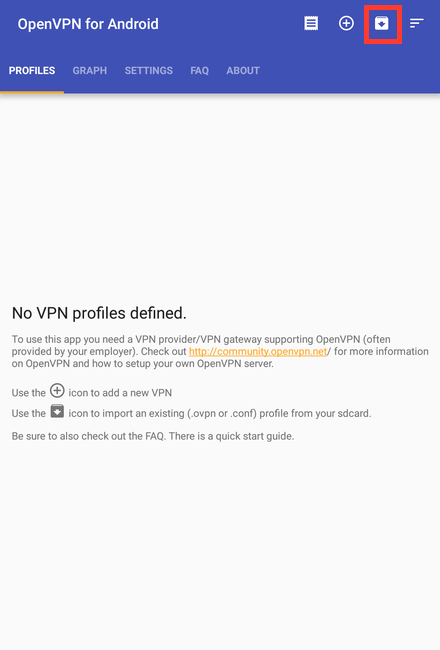 OpenVPN for Android
PROFILES GRAPH SETTINGS FAQ ABOUT
No VPN profiles defined.
To use this app you need a VPN provider/VPN gateway supporting OpenVPN (often
provided by your employer). Check out http://community.openvpn.net/ for more information
on OpenVPN and how to setup your own OpenVPN server.
Use the icon to add a new VPN
Use the icon to import an existing (.ovpn or .conf) profile from your sdcard.
Be sure to also check out the FAQ. There is a quick start guide.